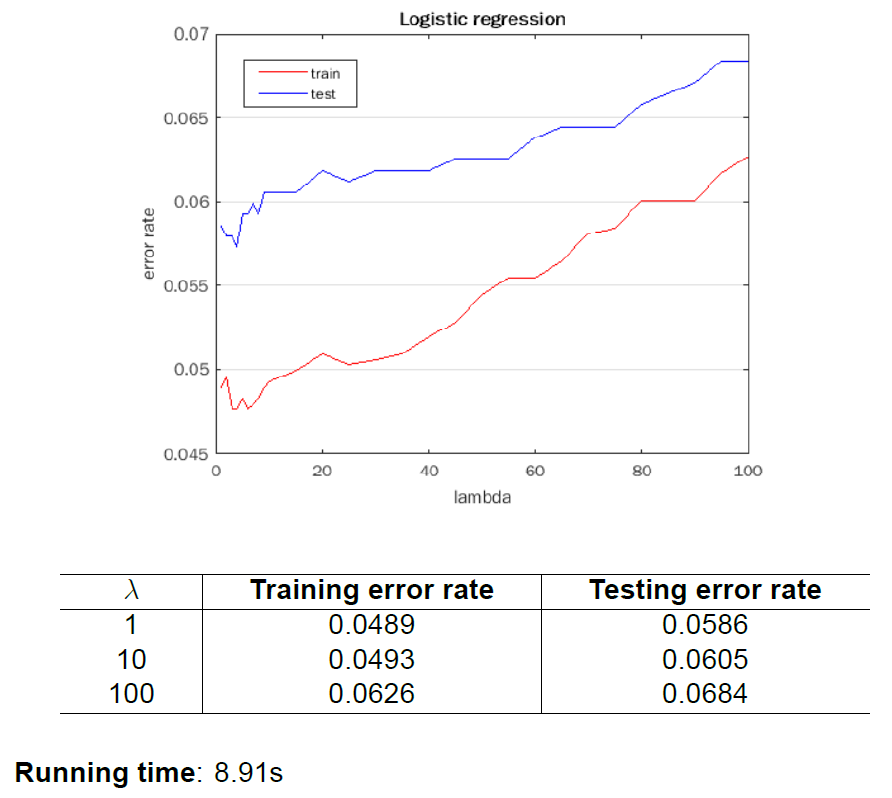 Logistic regression
0.07
train
test
0.065
0.06
error rate
0.055
0.05
0.045
0 20 40 60 80 100
lambda
λ Training error rate Testing error rate
1 0.0489 0.0586
10 0.0493 0.0605
100 0.0626 0.0684
Running time: 8.91s